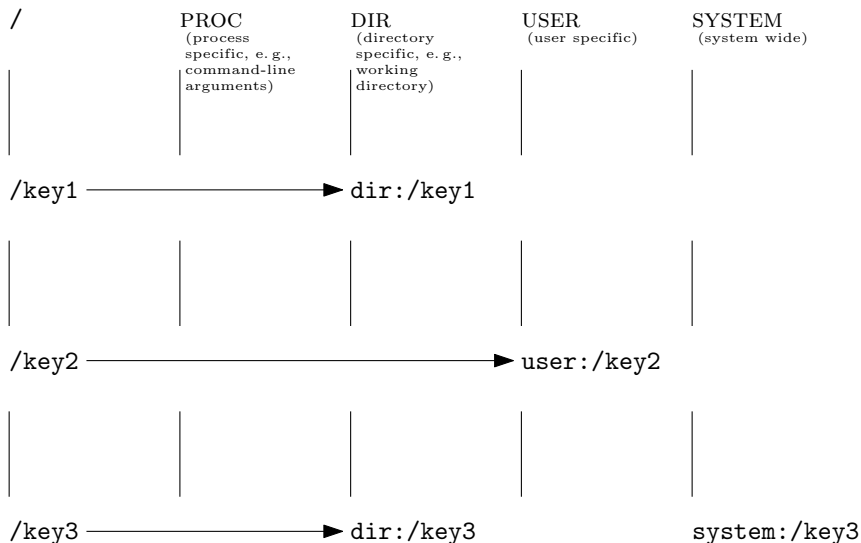 / PROC DIR USER SYSTEM
(process (directory (user specific) (system wide)
specific, e. g., specific, e. g.,
command-line working
arguments) directory)
/key1 dir:/key1
/key2 user:/key2
/key3 dir:/key3 system:/key3